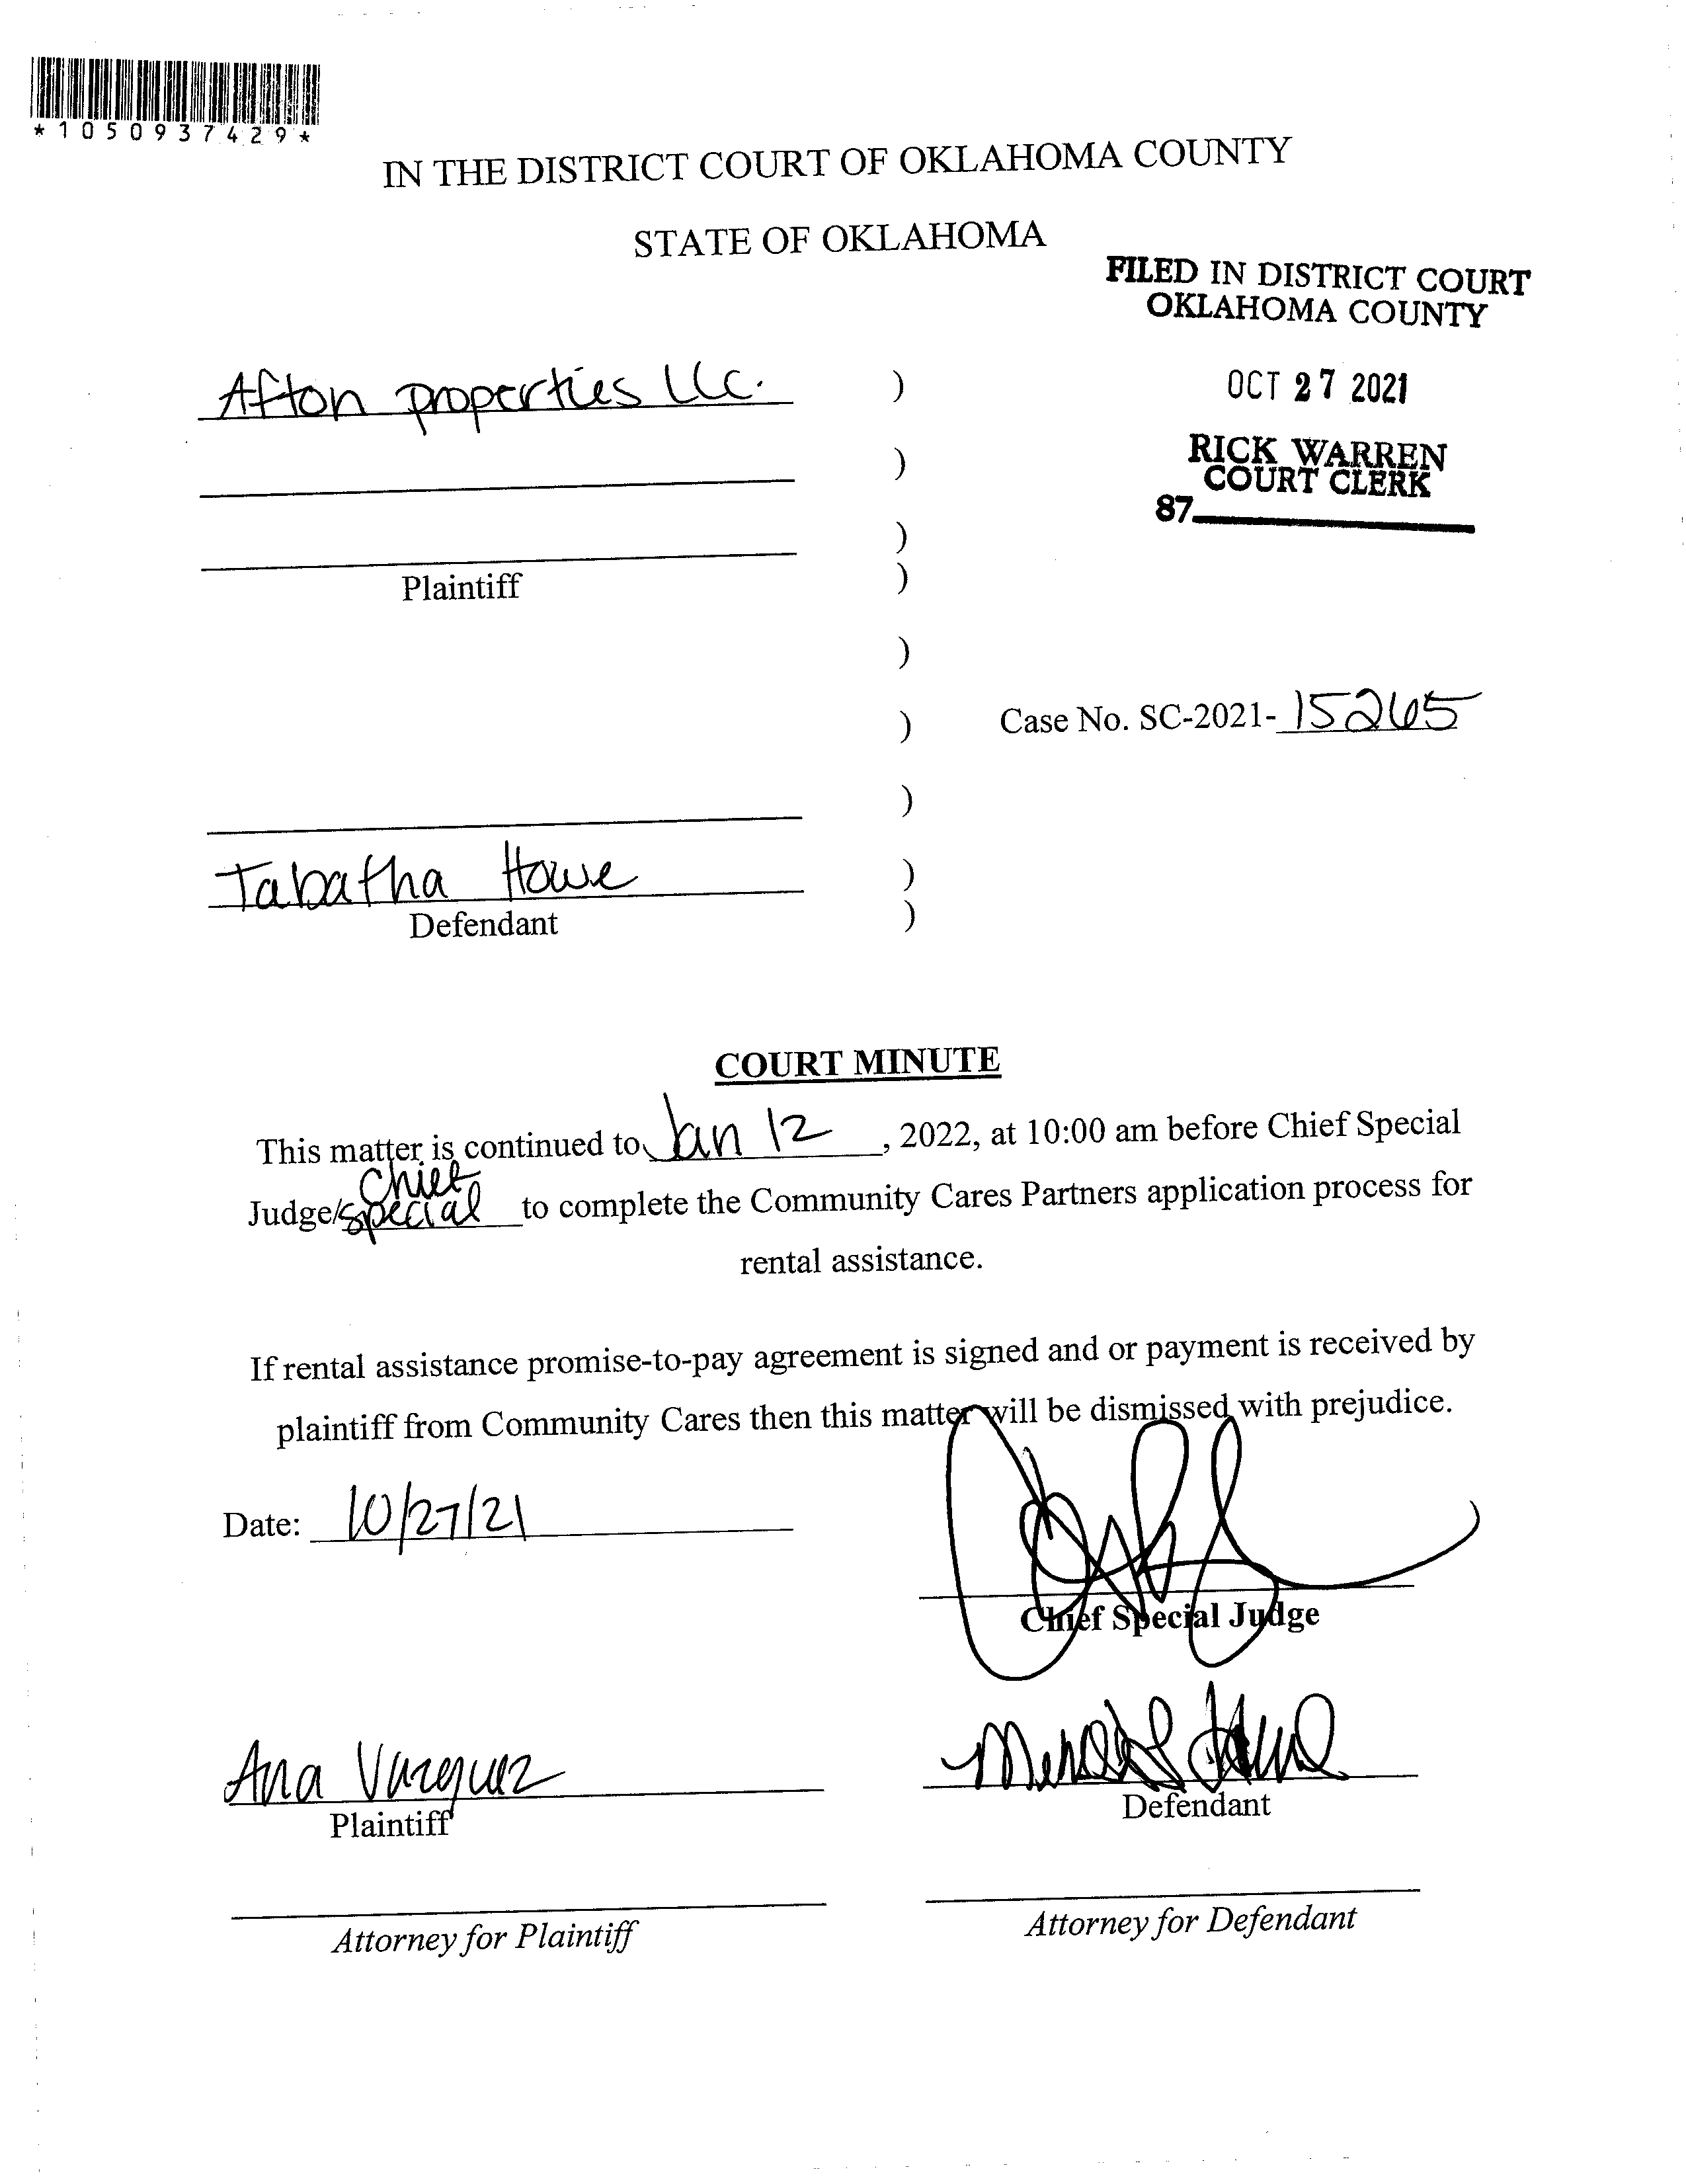 *1050937429*
IN THE DISTRICT COURT OF OKLAHOMA COUNTY
STATE OF OKLAHOMA
FILED IN DISTRICT COURT
OKLAHOMA COUNTY
OCT 27 2021
RICK WARREN
COURT CLERK
87
Afton properties LLC. )
)
)
Plaintiff )
)
) Case No. SC-2021- 15265
)
Tabatha Howe )
Defendant )
COURT MINUTE
This matter is continued to Jan 12, 2022, at 10:00 am before Chief Special
Chief
Judge/special to complete the Community Cares Partners application process for
rental assistance.
If rental assistance promise-to-pay agreement is signed and or payment is received by
plaintiff from Community Cares then this matter will be dismissed with prejudice.
Date: 10/27/21
Chief Special Judge
Ana Vazquez
Plaintiff
Defendant
Attorney for Plaintiff
Attorney for Defendant